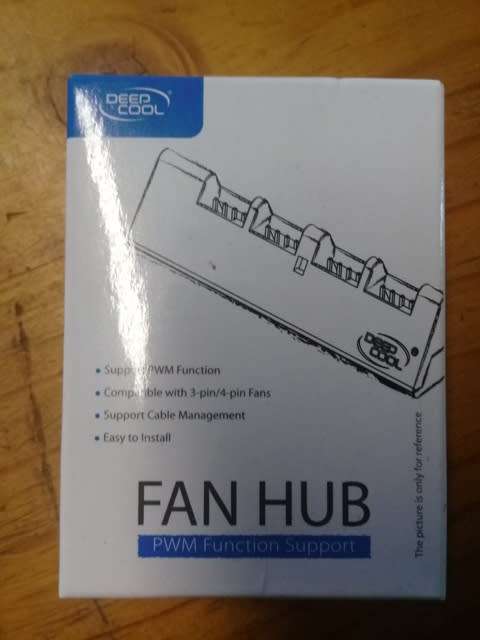 DEEP
COOL
DEEP
COOL
• Support PWM Function
• Compatible with 3-pin/4-pin Fans
• Support Cable Management
• Easy to Install
FAN HUB
PWM Function Support
The picture is only for reference